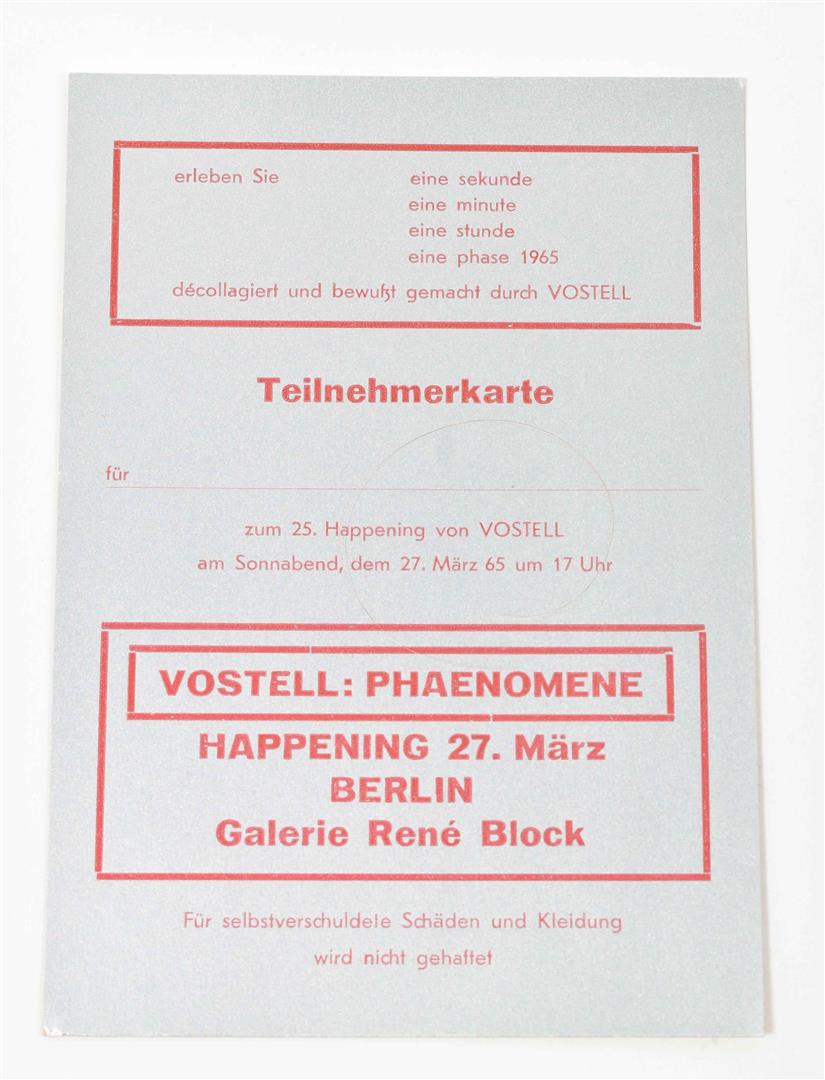 erleben Sie eine sekunde
eine minute
eine stunde
eine phase 1965
décollagiert und bewußt gemacht durch VOSTELL
Teilnehmerkarte
für
zum 25. Happening von VOSTELL
am Sonnabend, dem 27. März 65 um 17 Uhr
VOSTELL: PHAENOMENE
HAPPENING 27. März
BERLIN
Galerie René Block
Für selbstverschuldete Schäden und Kleidung
wird nicht gehaftet